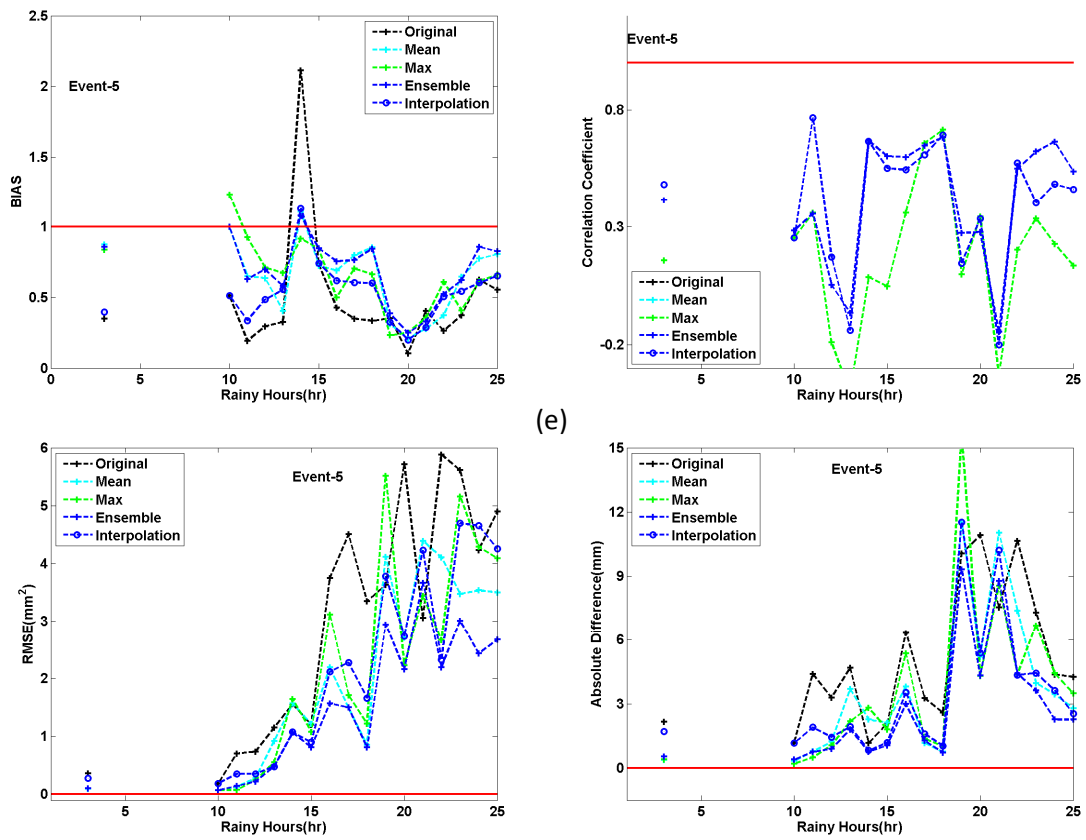 2.5
2
1.5
1
0.5
0
0 5 10 15 20 25
BIAS
Rainy Hours(hr)
Event-5
Original
Mean
Max
Ensemble
Interpolation
Event-5
0.8
0.3
-0.2
5 10 15 20 25
Correlation Coefficient
Rainy Hours(hr)
Original
Mean
Max
Ensemble
Interpolation
(e)
6
5
4
3
2
1
0
5 10 15 20 25
RMSE(mm²)
Rainy Hours(hr)
Event-5
Original
Mean
Max
Ensemble
Interpolation
15
12
9
6
3
0
5 10 15 20 25
Absolute Difference(mm)
Rainy Hours(hr)
Event-5
Original
Mean
Max
Ensemble
Interpolation